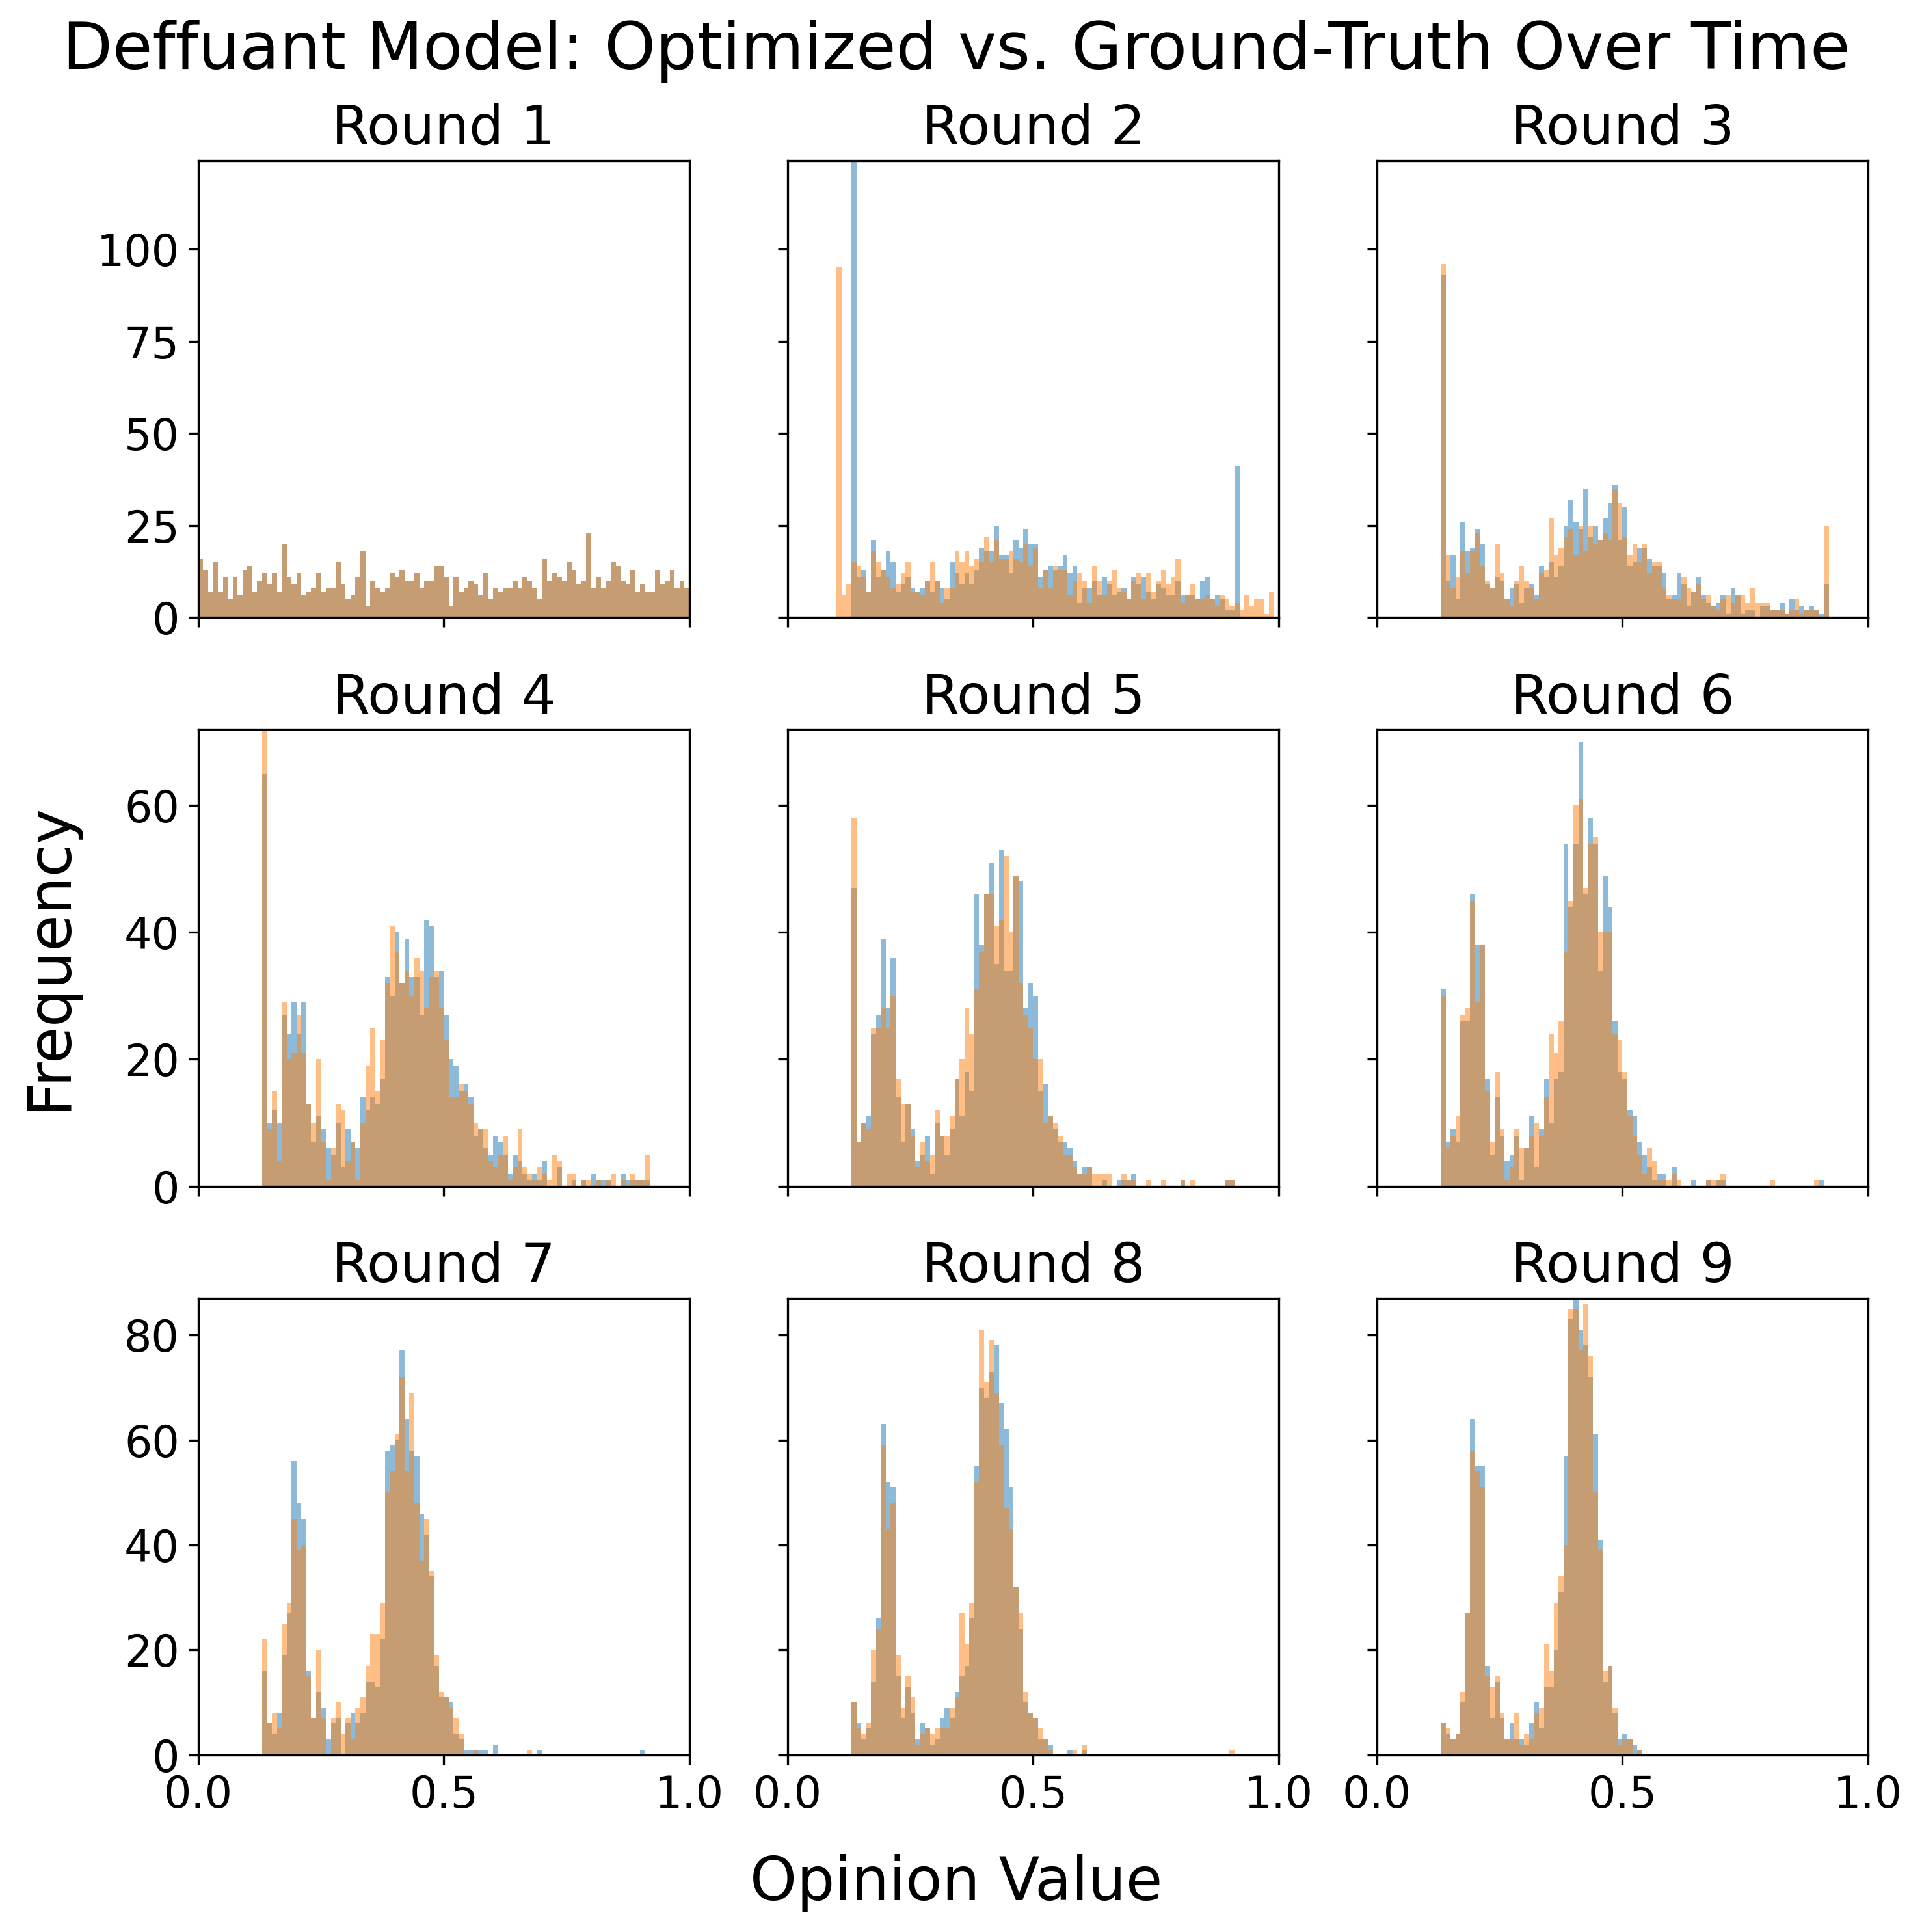 Deffuant Model: Optimized vs. Ground-Truth Over Time
Round 1
Round 2
Round 3
100
75
50
25
0
Round 4
Round 5
Round 6
60
40
20
0
Frequency
Round 7
Round 8
Round 9
80
60
40
20
0
0.0 0.5 1.0
0.0 0.5 1.0
0.0 0.5 1.0
Opinion Value